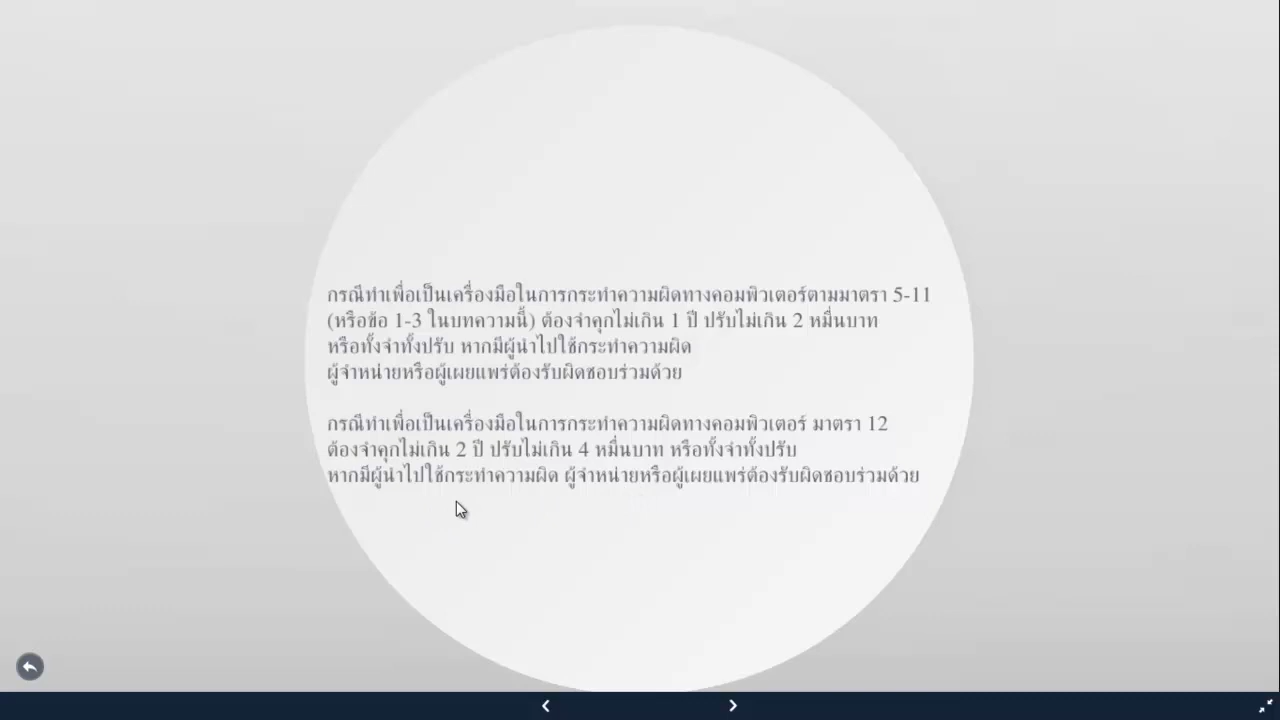 กรณีทำเพื่อเป็นเครื่องมือในการกระทำความผิดทางคอมพิวเตอร์ตามมาตรา 5-11
(หรือข้อ 1-3 ในบทความนี้) ต้องจำคุกไม่เกิน 1 ปี ปรับไม่เกิน 2 หมื่นบาท
หรือทั้งจำทั้งปรับ หากมีผู้นำไปใช้กระทำความผิด
ผู้จำหน่ายหรือผู้เผยแพร่ต้องรับผิดชอบร่วมด้วย
กรณีทำเพื่อเป็นเครื่องมือในการกระทำความผิดทางคอมพิวเตอร์ มาตรา 12
ต้องจำคุกไม่เกิน 2 ปี ปรับไม่เกิน 4 หมื่นบาท หรือทั้งจำทั้งปรับ
หากมีผู้นำไปใช้กระทำความผิด ผู้จำหน่ายหรือผู้เผยแพร่ต้องรับผิดชอบร่วมด้วย